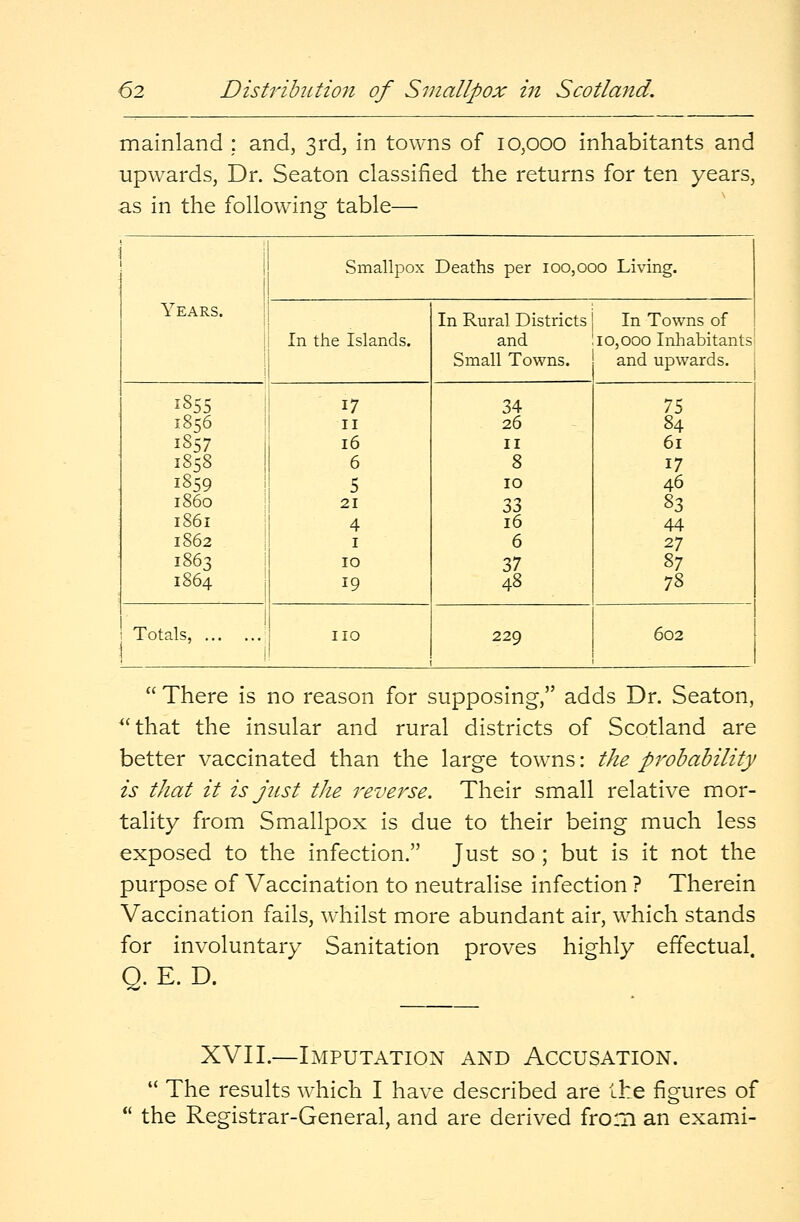 62 Distribution of Smallpox in Scotland.
mainland : and, 3rd, in towns of 10,000 inhabitants and
upwards, Dr. Seaton classified the returns for ten years,
as in the following table—
Smallpox Deaths per 100,000 Living.
YEARS.
In the Islands.
In Rural Districts
and
Small Towns.
In Towns of
10,000 Inhabitants
and upwards.
1855 17 34 75
1856 11 26 84
1857 16 11 61
1858 6 8 17
1859 5 10 46
1860 21 33 83
1861 4 16 44
1862 1 6 27
1863 10 37 87
1864 19 48 78
Totals, ... ... 110 229 602
"There is no reason for supposing," adds Dr. Seaton,
"that the insular and rural districts of Scotland are
better vaccinated than the large towns: the probability
is that it is just the reverse. Their small relative mor-
tality from Smallpox is due to their being much less
exposed to the infection." Just so ; but is it not the
purpose of Vaccination to neutralise infection ? Therein
Vaccination fails, whilst more abundant air, which stands
for involuntary Sanitation proves highly effectual.
Q. E. D.
XVII.—IMPUTATION AND ACCUSATION.
" The results which I have described are the figures of
" the Registrar-General, and are derived from an exami-